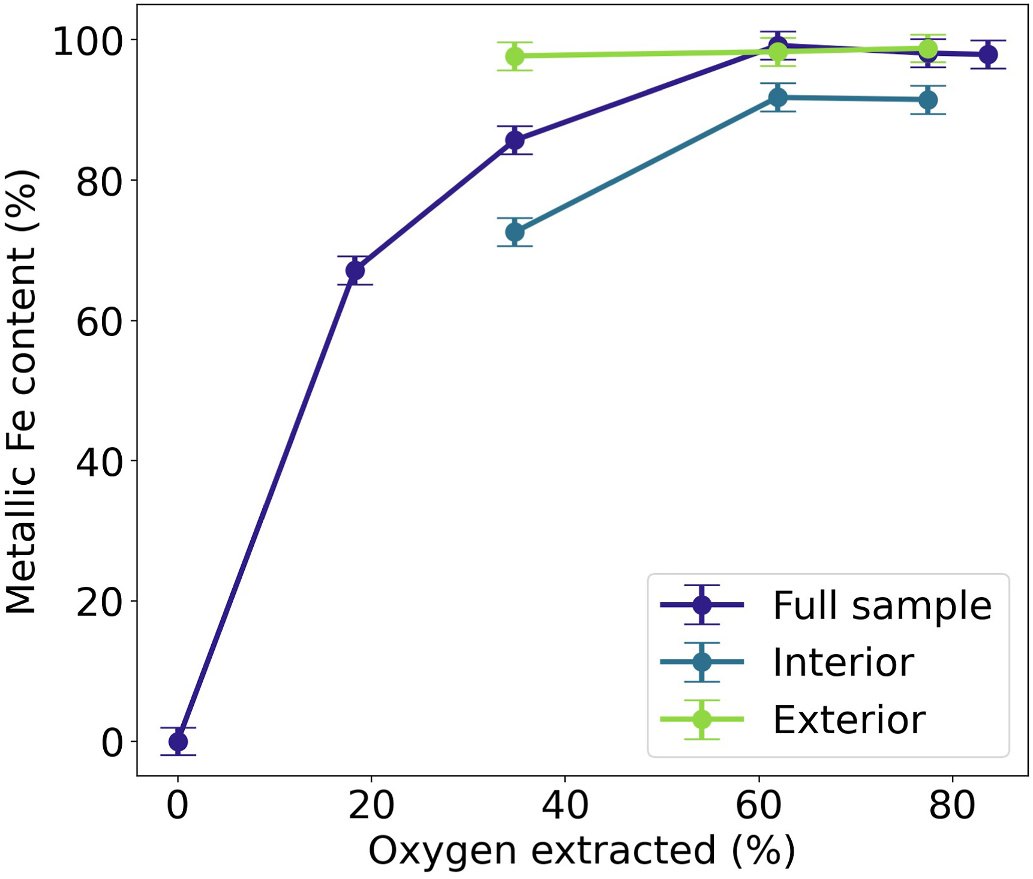 100
80
60
40
20
0
Metallic Fe content (%)
0 20 40 60 80
Oxygen extracted (%)
Full sample
Interior
Exterior